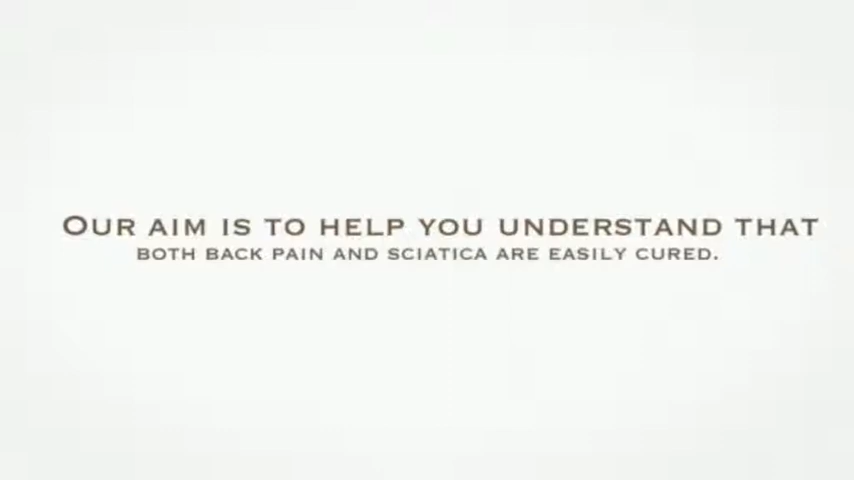 Our aim is to help you understand that
both back pain and sciatica are easily cured.